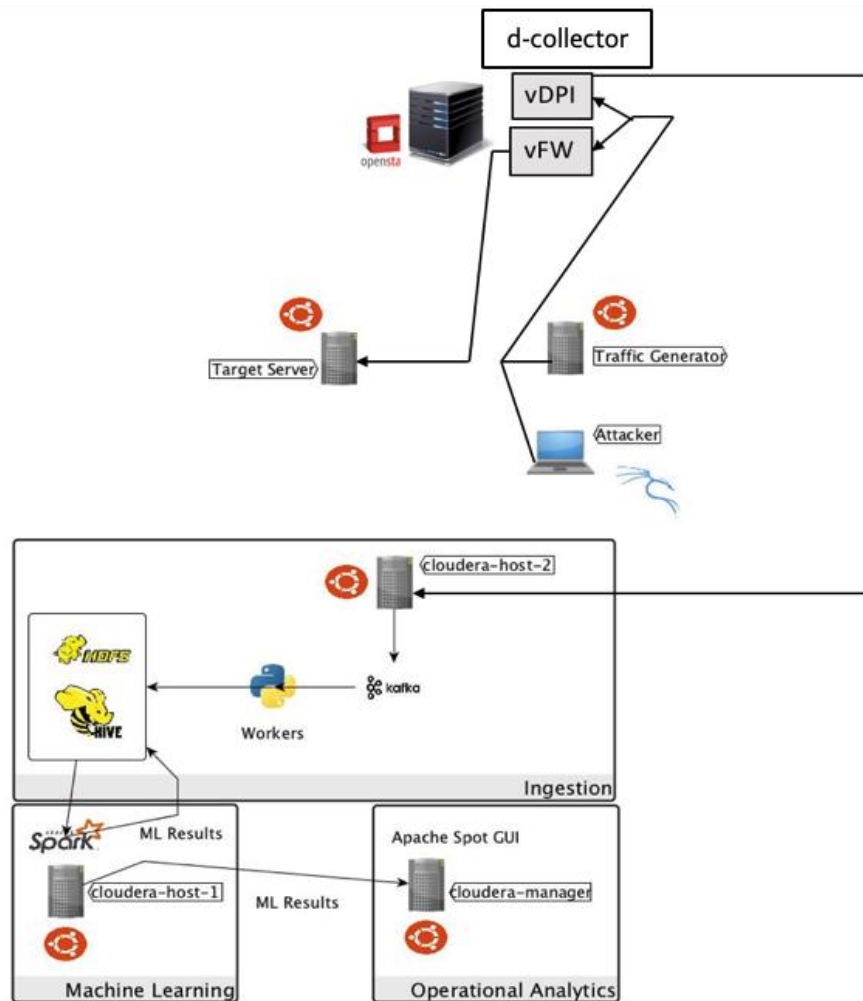 d-collector
vDPI
vFW
opensta
Target Server
Traffic Generator
Attacker
cloudera-host-2
HDFS
HIVE
Workers
kafka
Ingestion
Spark
ML Results
Apache Spot GUI
cloudera-host-1
ML Results
cloudera-manager
Machine Learning
Operational Analytics